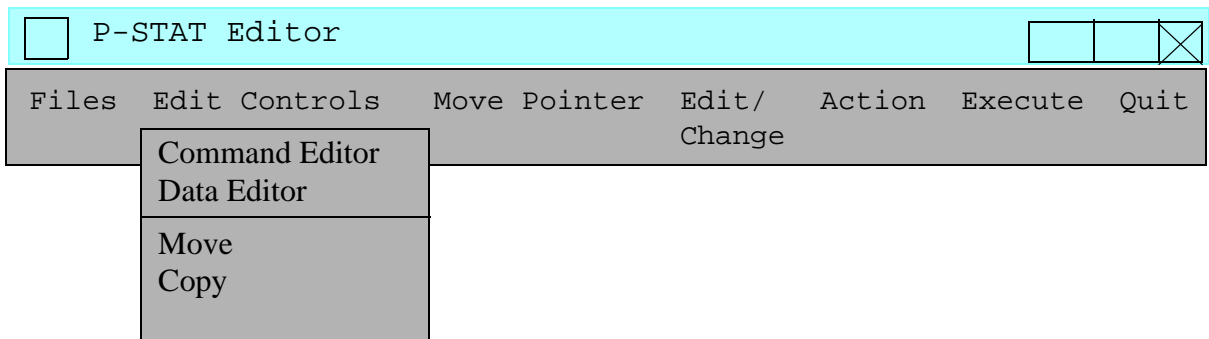 P-STAT Editor
Files Edit Controls Move Pointer Edit/ Action Execute Quit
Change
Command Editor
Data Editor
Move
Copy